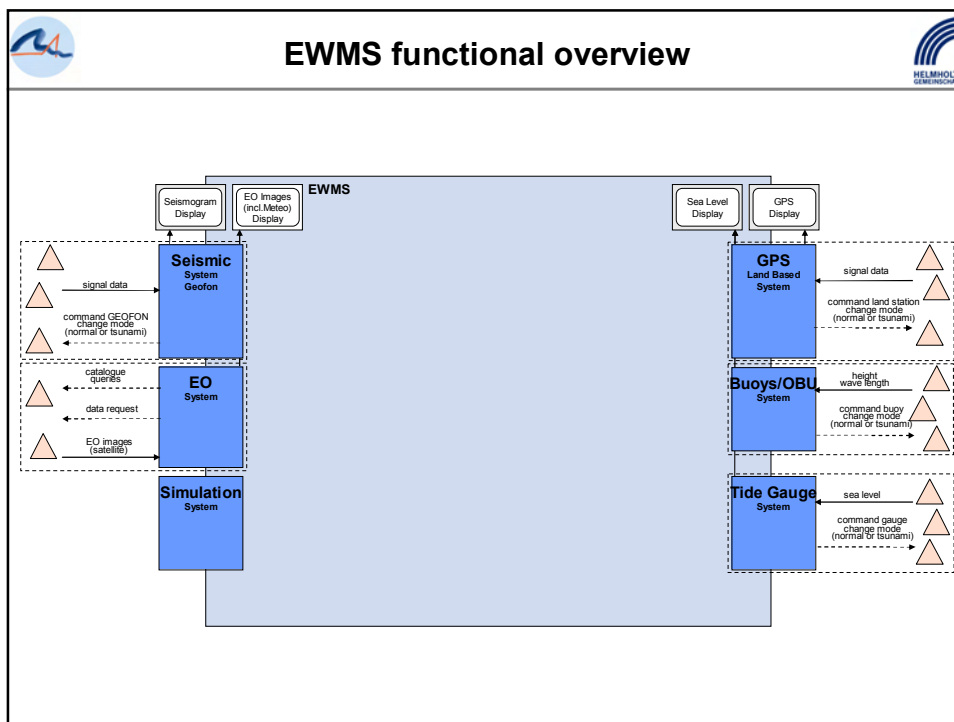 EWMS functional overview
HELMHOLTZ
GEMEINSCHAFT
EWMS
Seismogram
Display
EO Images
(incl.Meteo)
Display
Sea Level
Display
GPS
Display
Seismic
System
Geofon
signal data
command GEOFON
change mode
(normal or tsunami)
EO
System
catalogue
queries
data request
EO images
(satellite)
Simulation
System
GPS
Land Based
System
signal data
command land station
change mode
(normal or tsunami)
Buoys/OBU
System
height
wave length
command buoy
change mode
(normal or tsunami)
Tide Gauge
System
sea level
command gauge
change mode
(normal or tsunami)